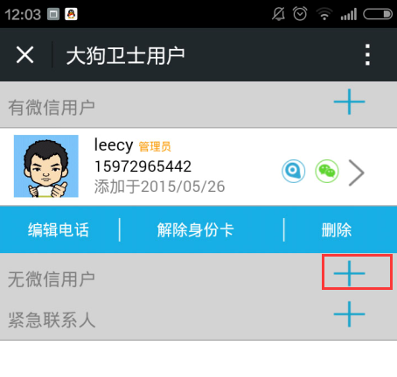 12:03
大狗卫士用户
有微信用户
leecy 管理员
15972965442
添加于2015/05/26
编辑电话 解除身份卡 删除
无微信用户
紧急联系人